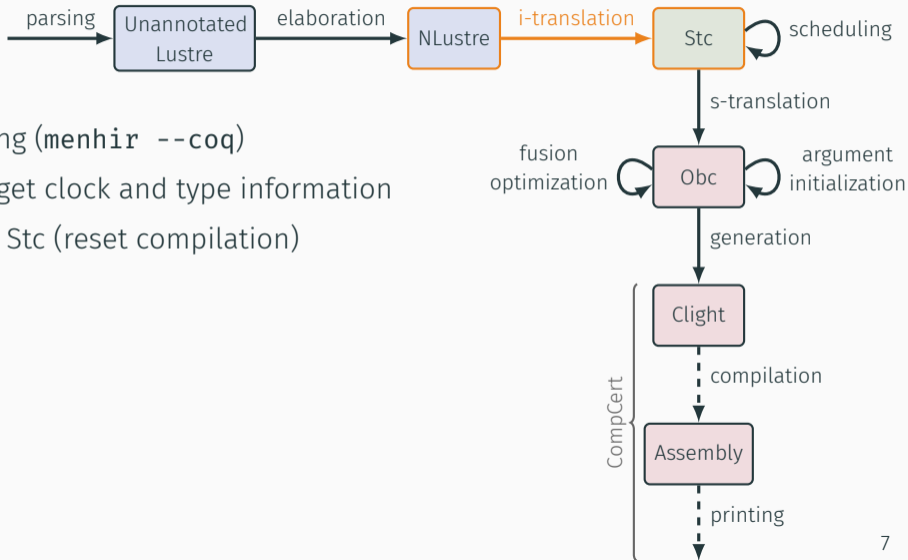 parsing
Unannotated
Lustre
elaboration
NLustre
i-translation
Stc
scheduling
s-translation
ng (menhir --coq)
get clock and type information
Stc (reset compilation)
fusion
optimization
Obc
argument
initialization
generation
Clight
compilation
CompCert
Assembly
printing
7